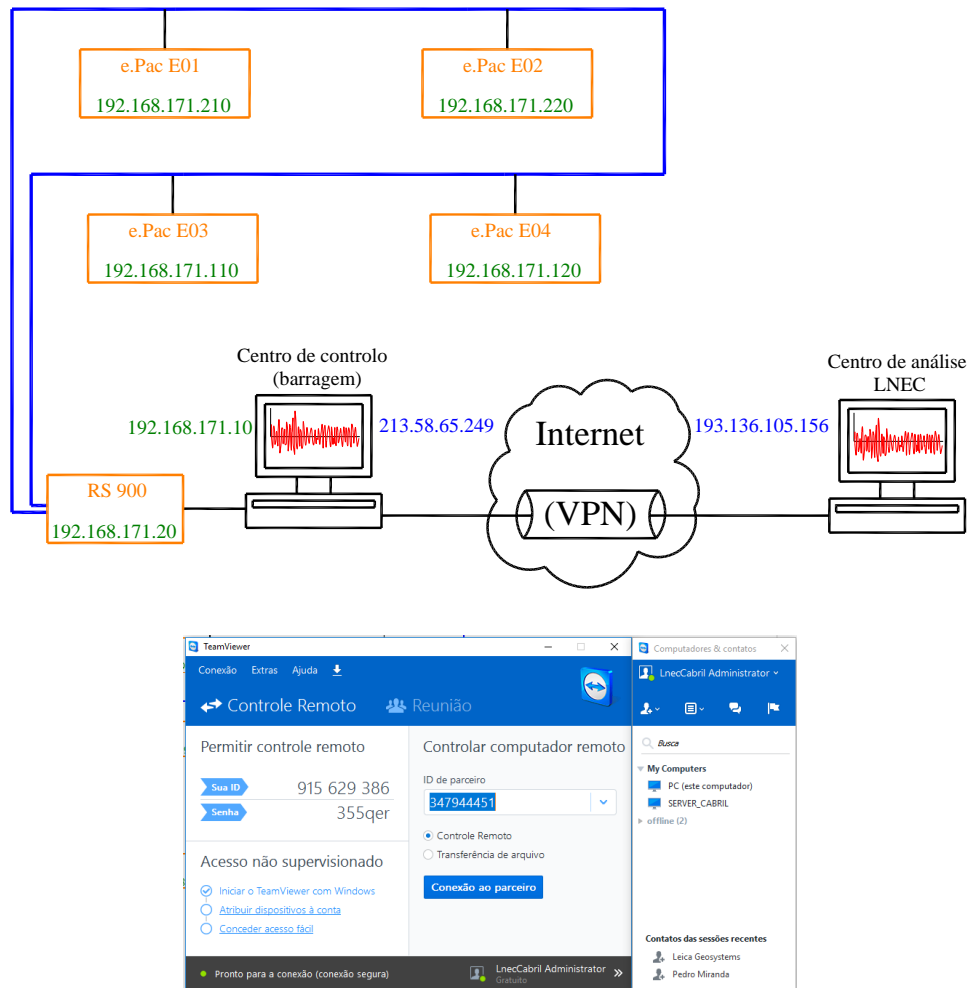 e.Pac E01
192.168.171.210
e.Pac E02
192.168.171.220
e.Pac E03
192.168.171.110
e.Pac E04
192.168.171.120
Centro de controlo
(barragem)
Centro de análise
LNEC
192.168.171.10
213.58.65.249
Internet
(VPN)
193.136.105.156
RS 900
192.168.171.20
TeamViewer
Conexão Extras Ajuda
Controle Remoto Reunião
Permitir controle remoto
Sua ID 915 629 386
Senha 355qer
Acesso não supervisionado
Iniciar o TeamViewer com Windows
Atribuir dispositivos à conta
Conceder acesso fácil
Controlar computador remoto
ID de parceiro
347944451
Controle Remoto
Transferência de arquivo
Conexão ao parceiro
Pronto para a conexão (conexão segura)
LnecCabril Administrator
Gratuito
Computadores & contatos
LnecCabril Administrator
Busca
My Computers
PC (este computador)
SERVER_CABRIL
offline (2)
Contatos das sessões recentes
Leica Geosystems
Pedro Miranda